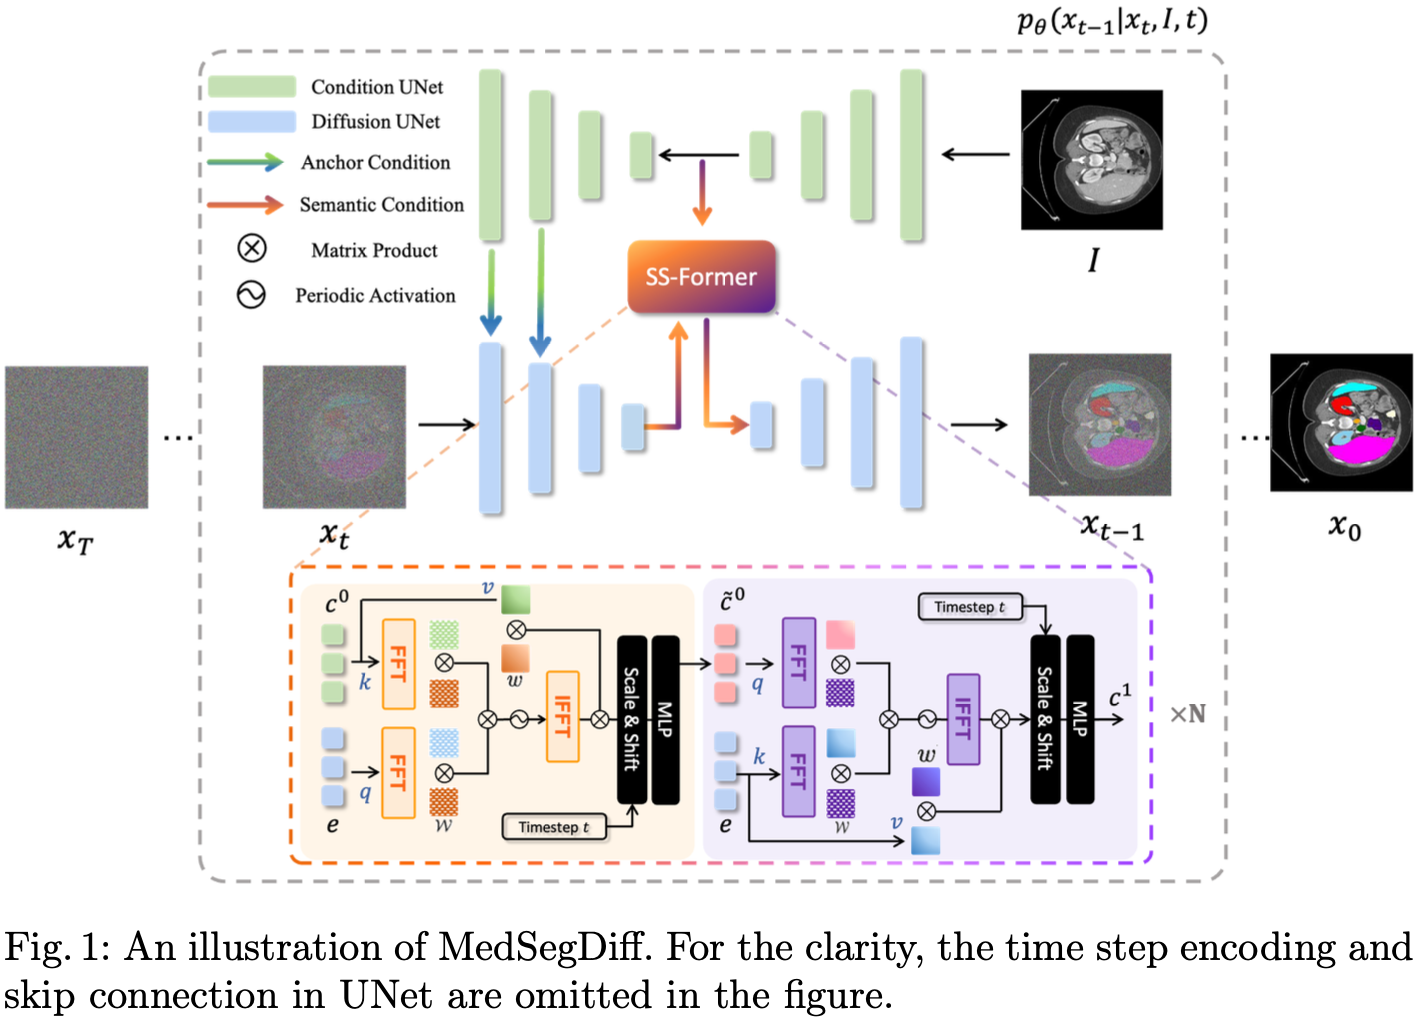 p_θ(x_{t−1}|x_t, I, t)
Condition UNet
Diffusion UNet
Anchor Condition
Semantic Condition
Matrix Product
Periodic Activation
I
SS-Former
x_T
...
x_t
x_{t−1}
...
x_0
c^0
v
k
FFT
w
IFFT
Scale & Shift
MLP
q
FFT
e
w
Timestep t
c̃^0
Timestep t
q
FFT
k
FFT
w
IFFT
Scale & Shift
MLP
c^1
e
w
v
×N
Fig. 1: An illustration of MedSegDiff. For the clarity, the time step encoding and
skip connection in UNet are omitted in the figure.